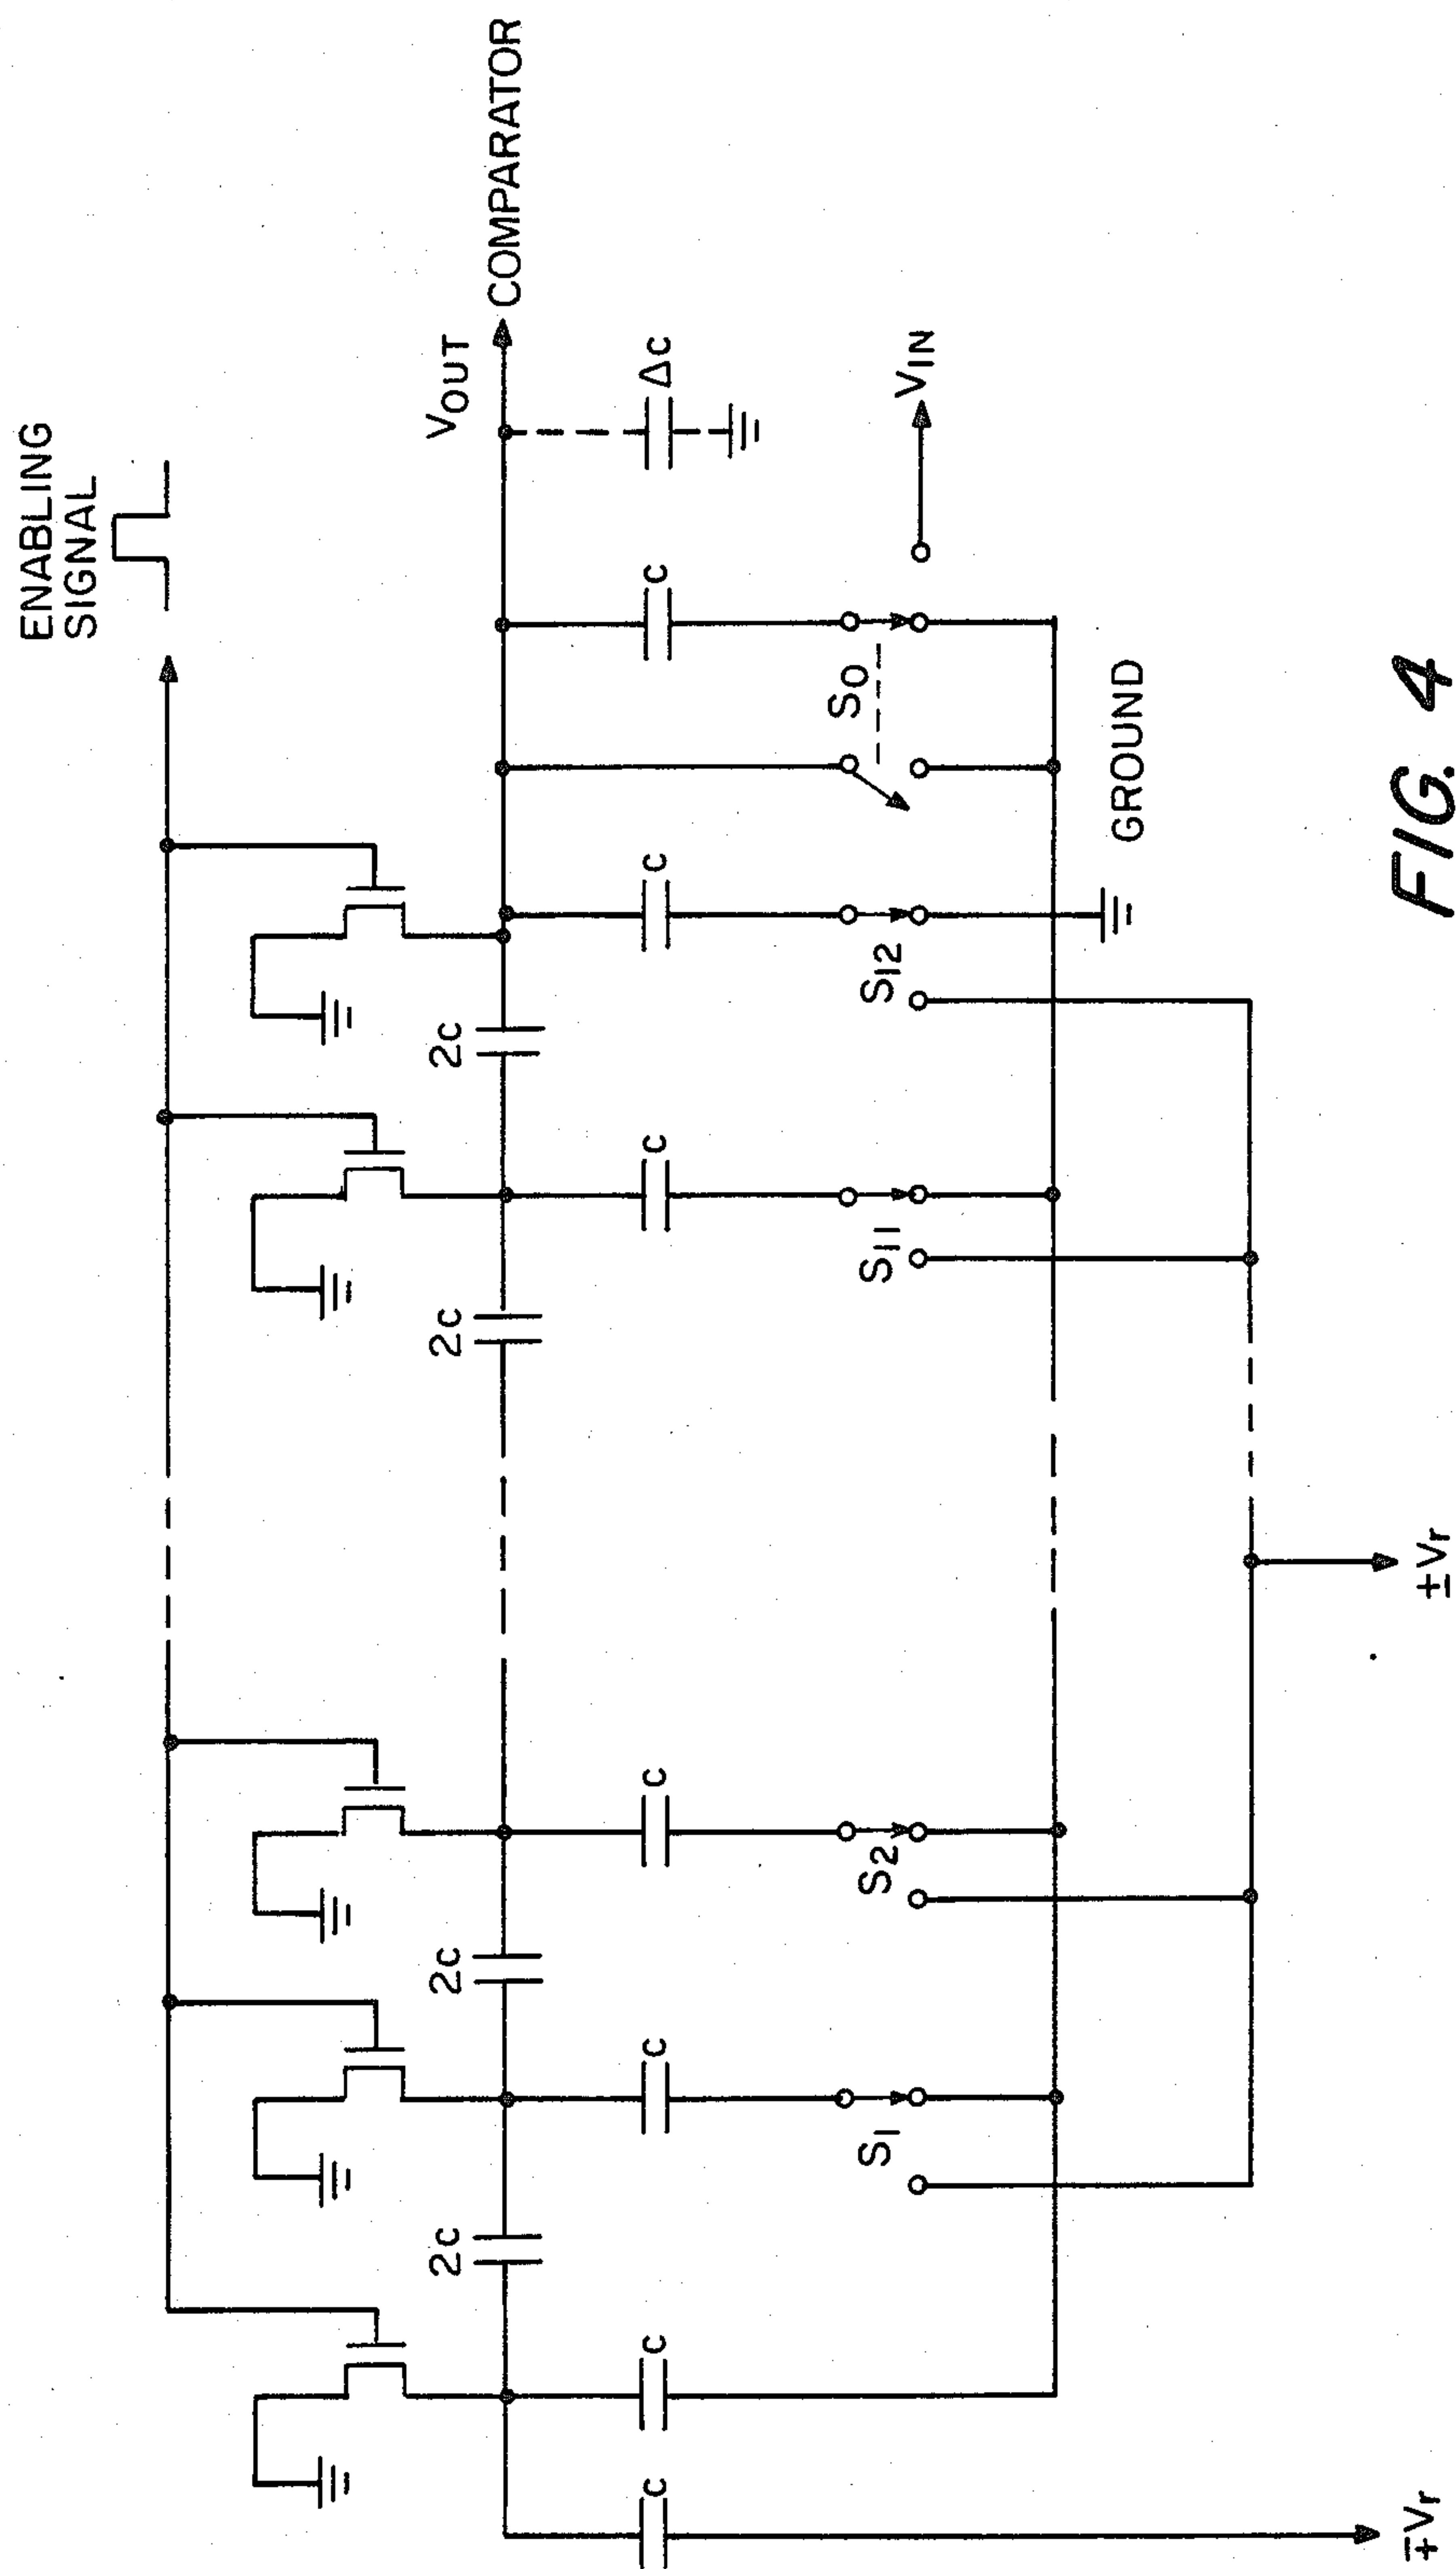 ENABLING
SIGNAL
COMPARATOR
VOUT
2C
2C
2C
2C
C
C
C
C
C
C
C
ΔC
S1
S2
S11
S12
S0
VIN
GROUND
∓Vr
±Vr
FIG. 4